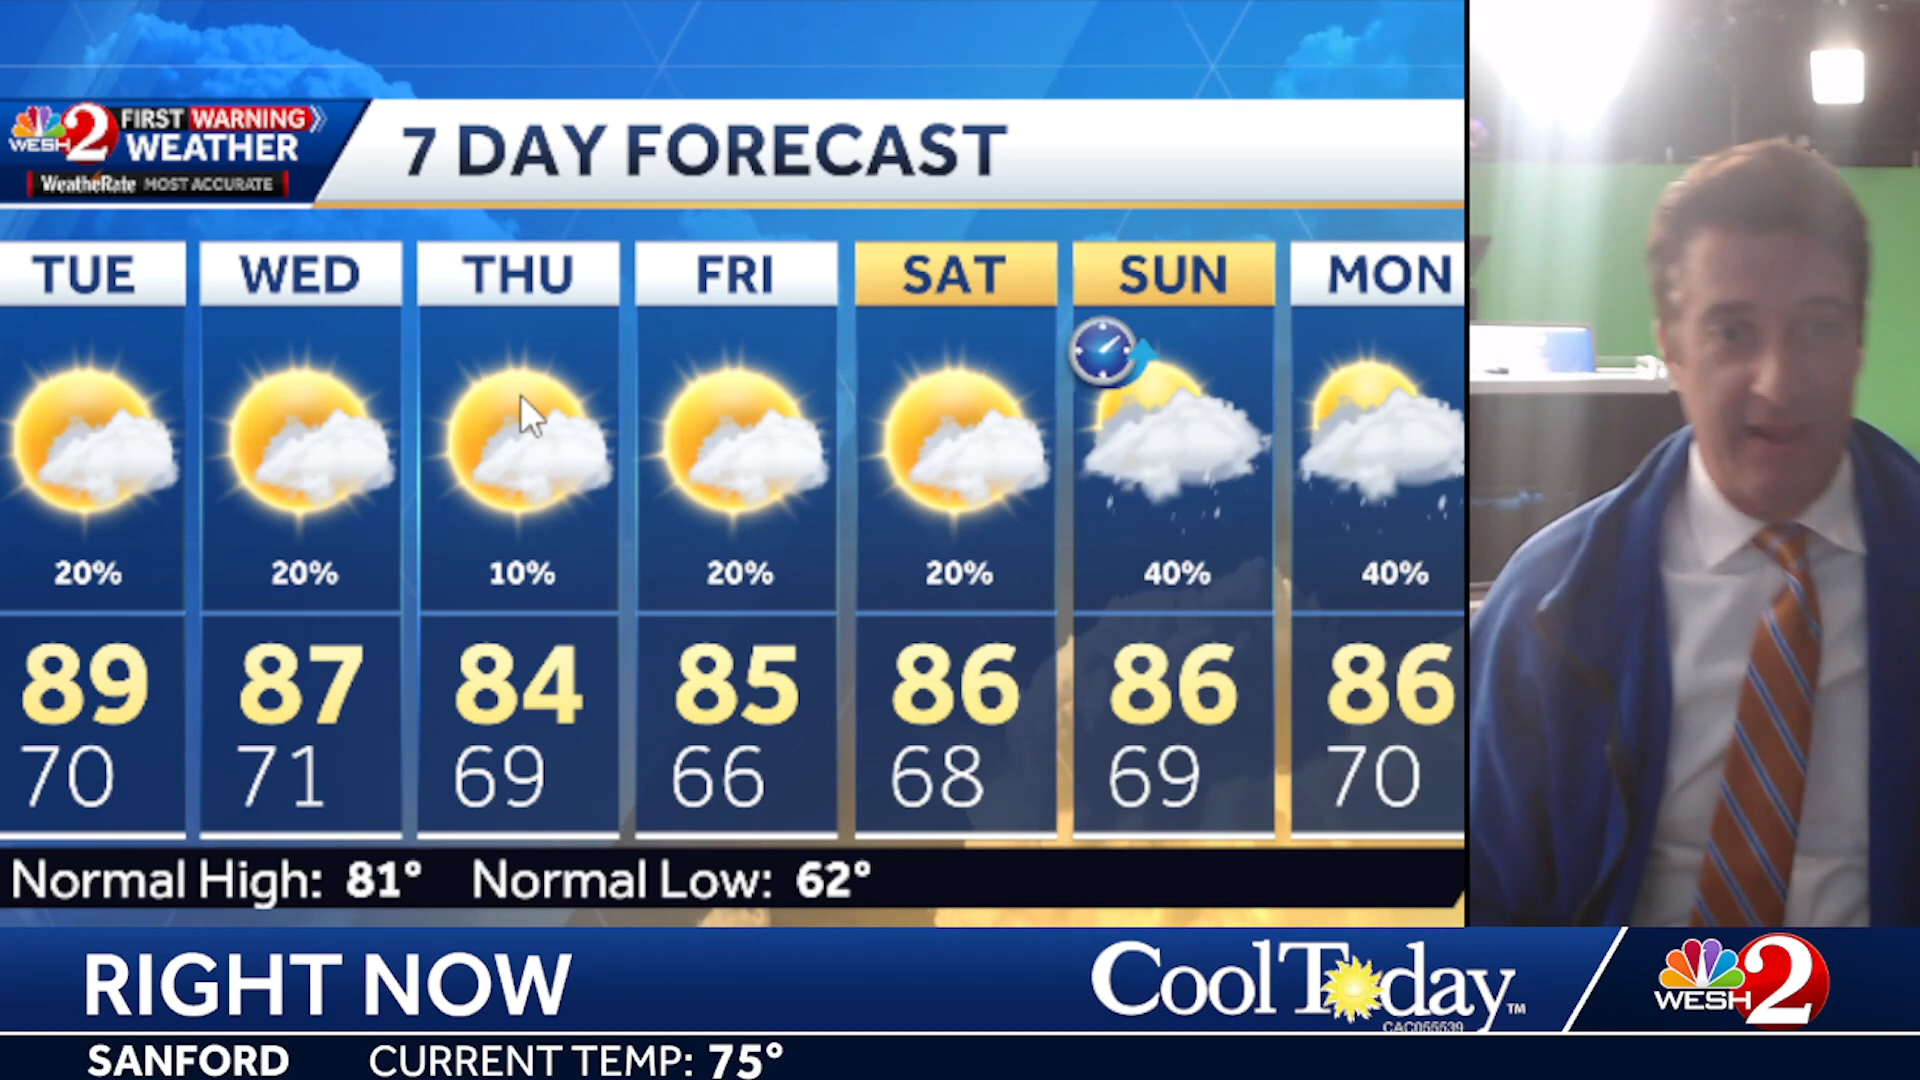 WESH 2 FIRST WARNING
WEATHER
WeatheRate MOST ACCURATE
7 DAY FORECAST
TUE WED THU FRI SAT SUN MON
20% 20% 10% 20% 20% 40% 40%
89 87 84 85 86 86 86
70 71 69 66 68 69 70
Normal High: 81° Normal Low: 62°
RIGHT NOW
CoolToday™
CAC055539
WESH 2
SANFORD CURRENT TEMP: 75°